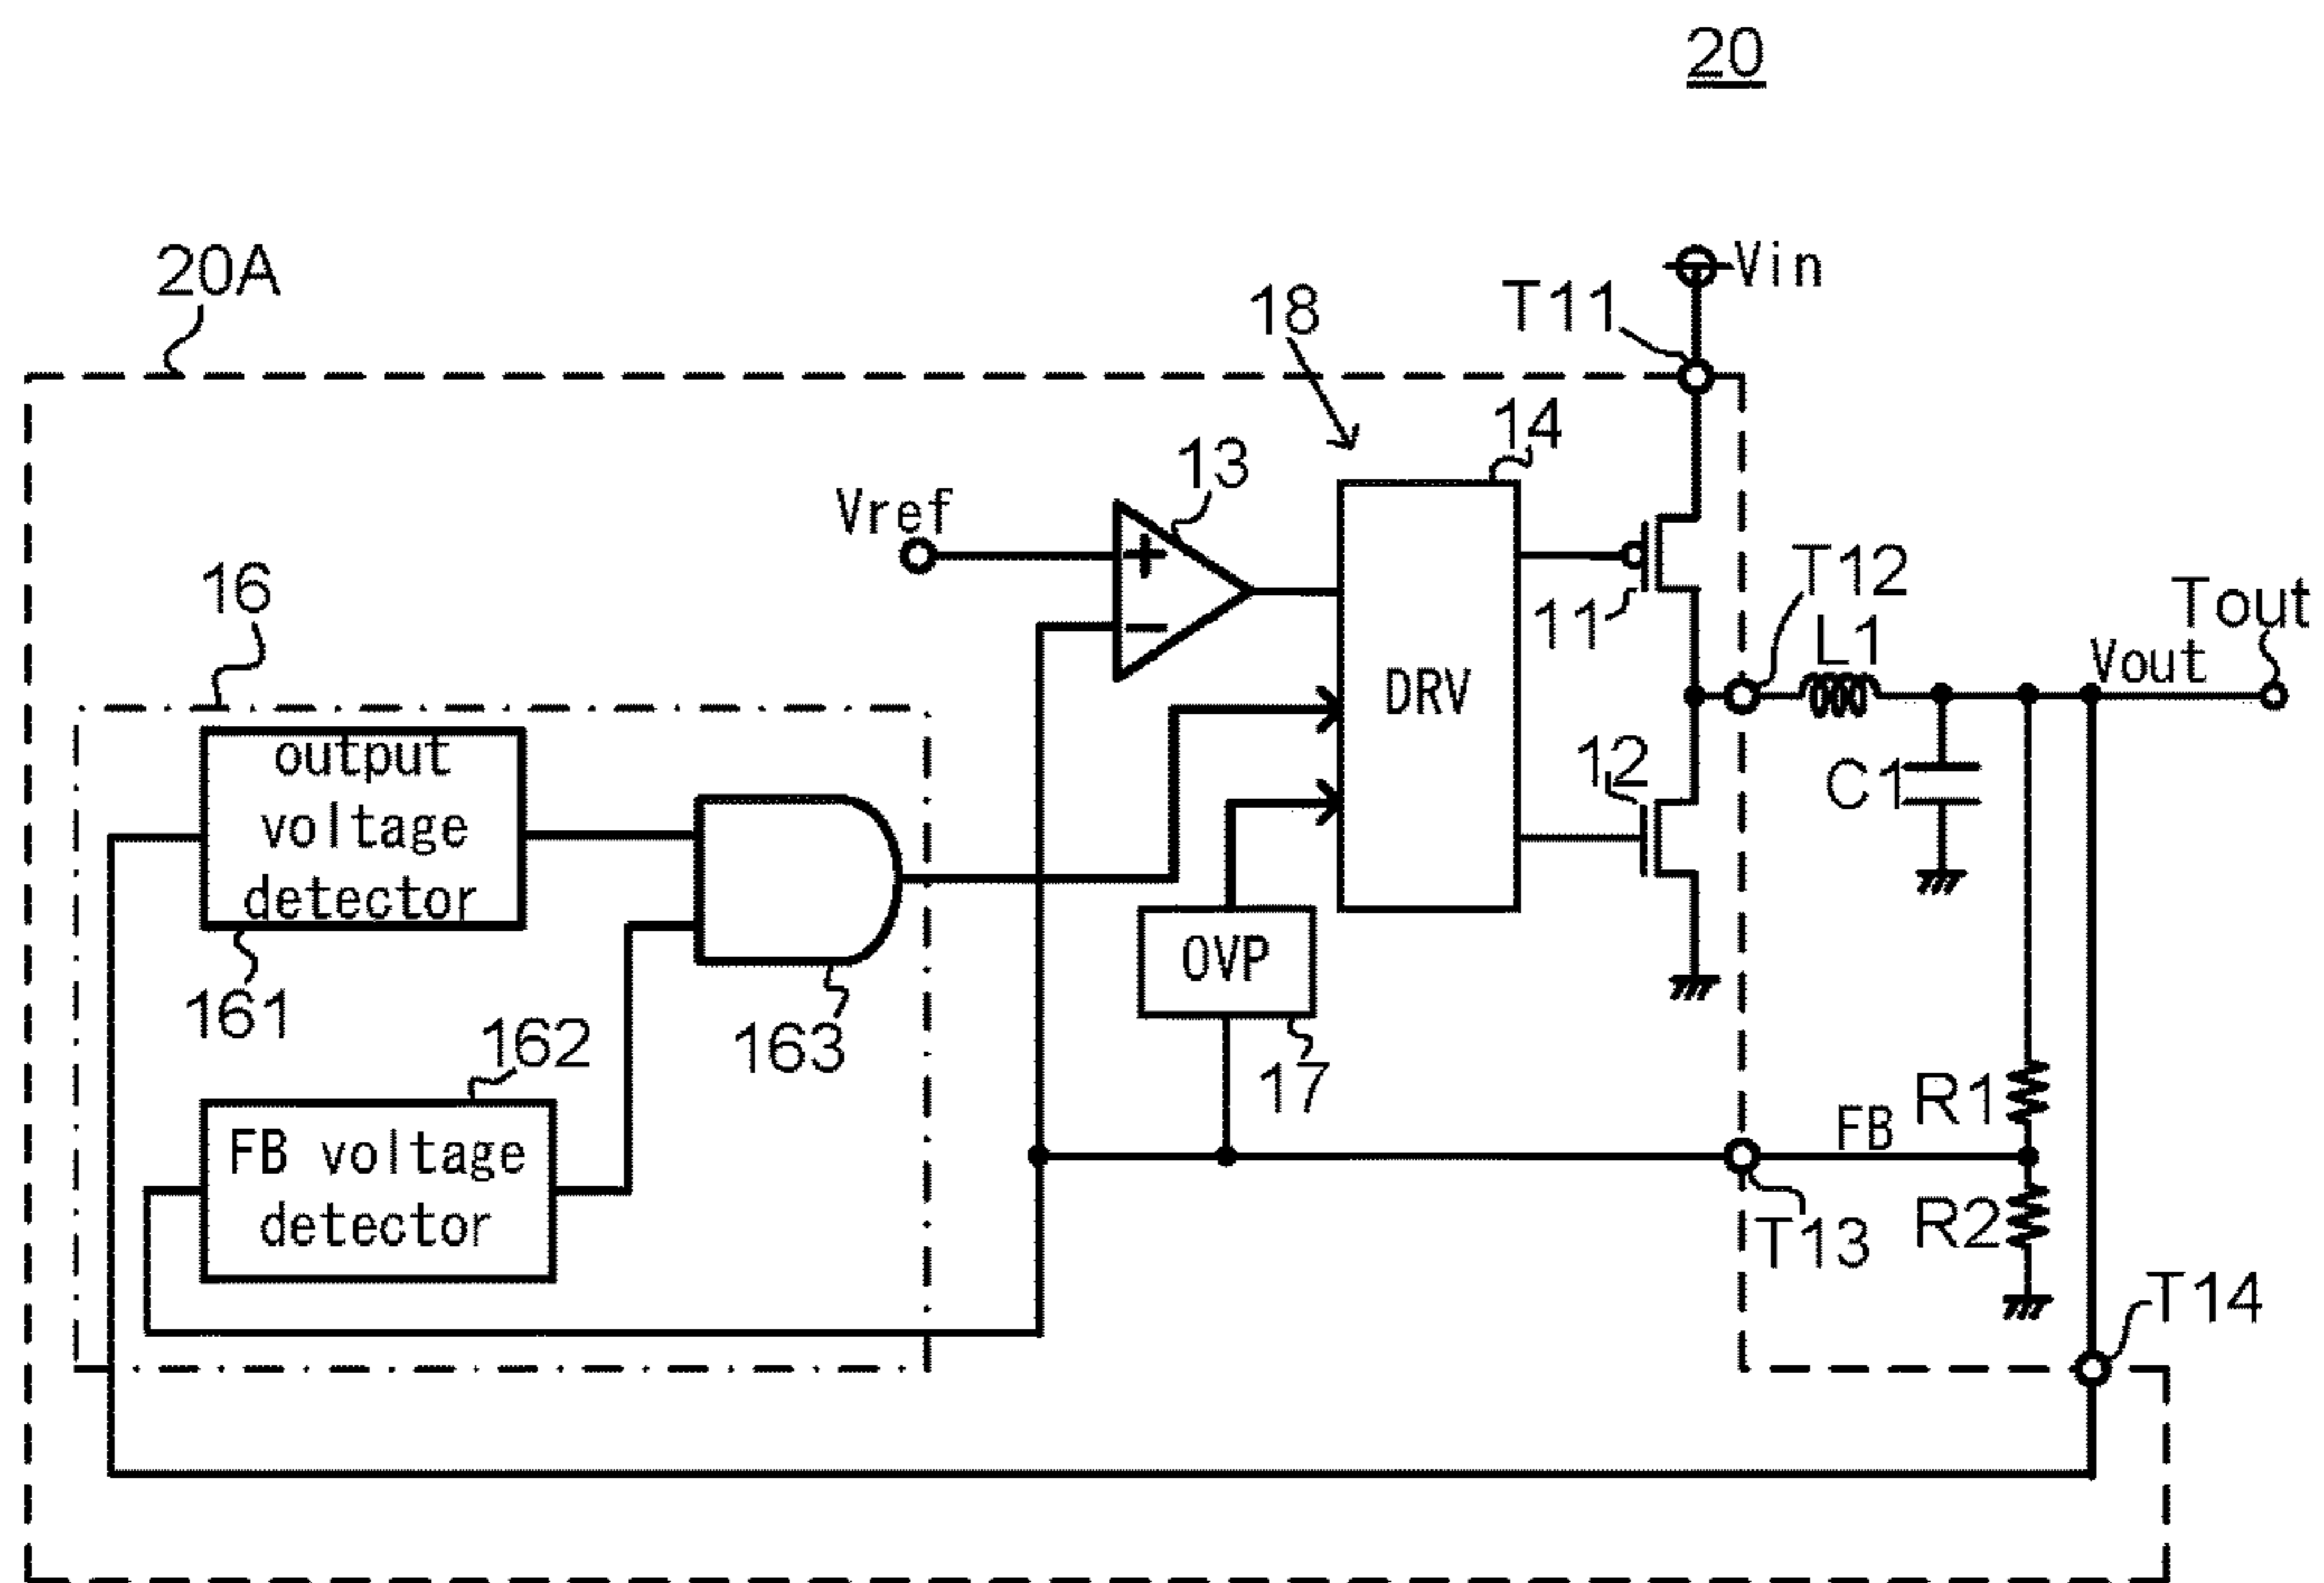 20
20A
Vin
T11
18
14
13
Vref
T12
16
11
L1
Tout
Vout
DRV
output
voltage
detector
12
C1
OVP
161
162
163
17
R1
FB
FB voltage
detector
R2
T13
T14
+
−